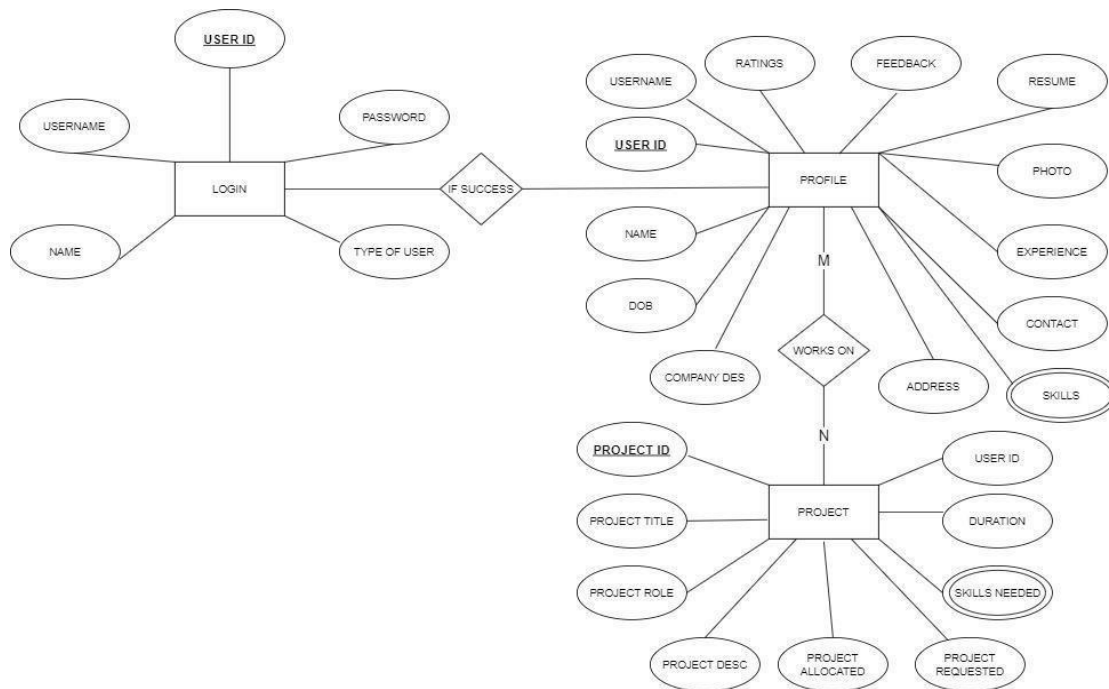 USER ID
USERNAME
PASSWORD
LOGIN
NAME
TYPE OF USER
IF SUCCESS
USERNAME
RATINGS
FEEDBACK
RESUME
USER ID
PROFILE
PHOTO
NAME
EXPERIENCE
DOB
CONTACT
COMPANY DES
ADDRESS
SKILLS
M
WORKS ON
N
PROJECT ID
USER ID
PROJECT TITLE
PROJECT
DURATION
PROJECT ROLE
SKILLS NEEDED
PROJECT DESC
PROJECT
ALLOCATED
PROJECT
REQUESTED